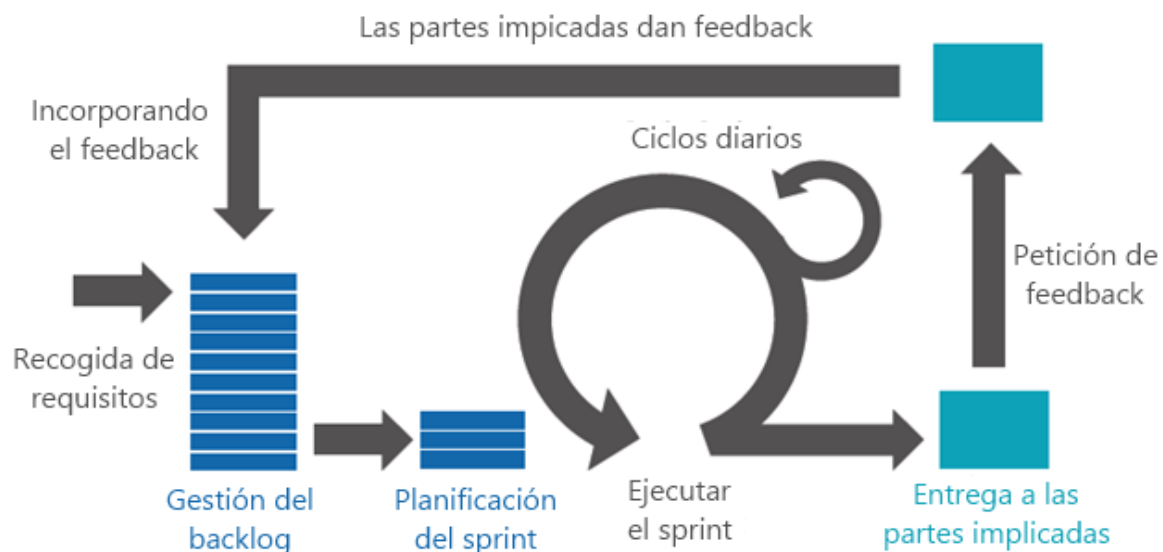 Las partes impicadas dan feedback
Incorporando
el feedback
Ciclos diarios
Petición de
feedback
Recogida de
requisitos
Gestión del
backlog
Planificación
del sprint
Ejecutar
el sprint
Entrega a las
partes implicadas